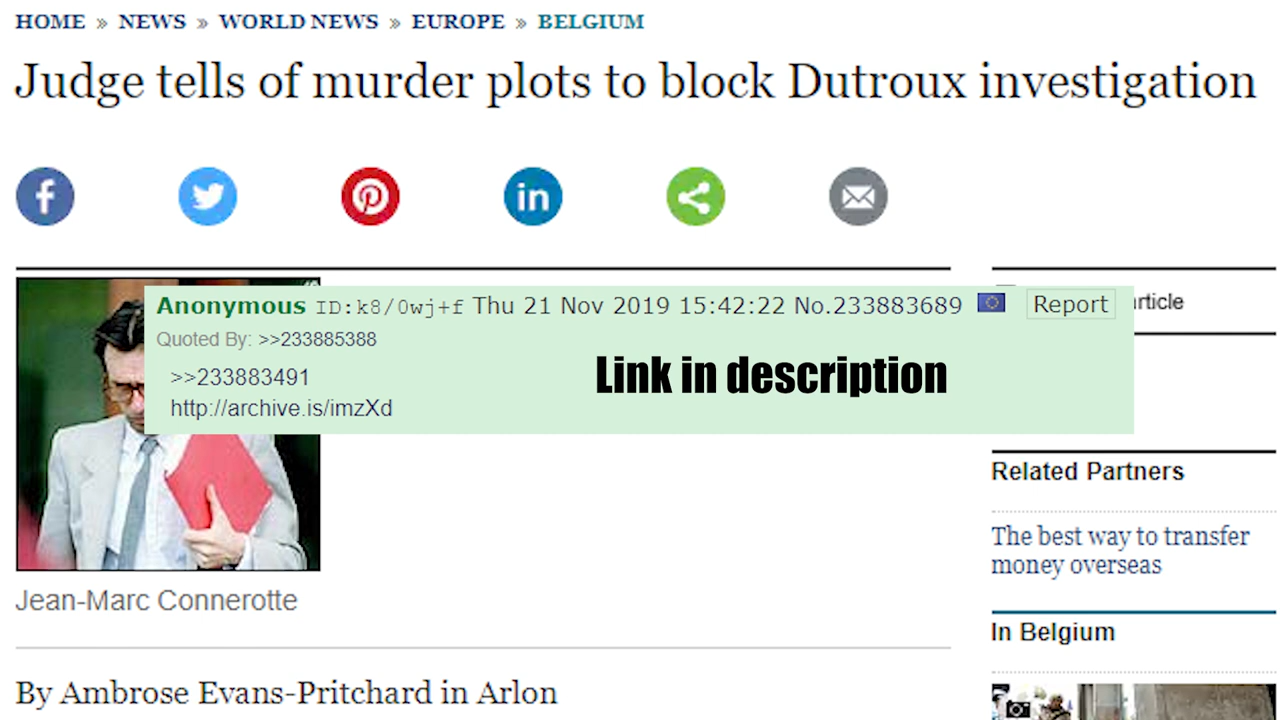 HOME » NEWS » WORLD NEWS » EUROPE » BELGIUM
Judge tells of murder plots to block Dutroux investigation
f
in
Anonymous ID:k8/0wj+f Thu 21 Nov 2019 15:42:22 No.233883689 Report
rticle
Quoted By: >>233885388
>>233883491
http://archive.is/imzXd
Link in description
Related Partners
The best way to transfer
money overseas
Jean-Marc Connerotte
In Belgium
By Ambrose Evans-Pritchard in Arlon